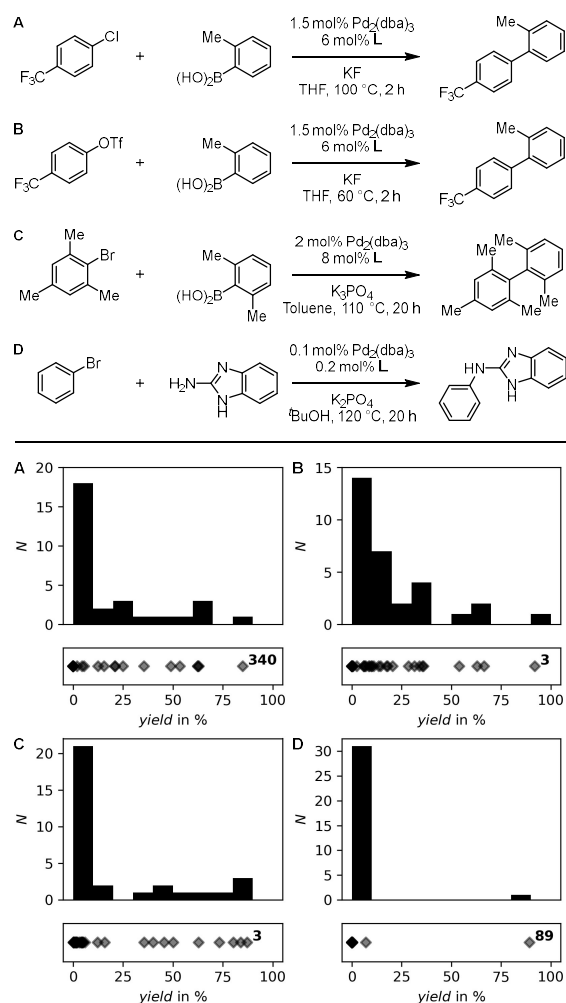 A
Cl
F₃C
+
Me
(HO)₂B
1.5 mol% Pd₂(dba)₃
6 mol% L
KF
THF, 100 °C, 2 h
Me
F₃C
B
OTf
F₃C
+
Me
(HO)₂B
1.5 mol% Pd₂(dba)₃
6 mol% L
KF
THF, 60 °C, 2 h
Me
F₃C
C
Me
Br
Me
Me
+
Me
(HO)₂B
Me
2 mol% Pd₂(dba)₃
8 mol% L
K₃PO₄
Toluene, 110 °C, 20 h
Me
Me
Me
Me
Me
D
Br
+
H₂N
N
N
H
0.1 mol% Pd₂(dba)₃
0.2 mol% L
K₂PO₄
ᵗBuOH, 120 °C, 20 h
HN
N
N
H
A
20
15
10
5
0
N
340
0 25 50 75 100
yield in %
B
15
10
5
0
N
3
0 25 50 75 100
yield in %
C
20
15
10
5
0
N
3
0 25 50 75 100
yield in %
D
30
25
20
15
10
5
0
N
89
0 25 50 75 100
yield in %